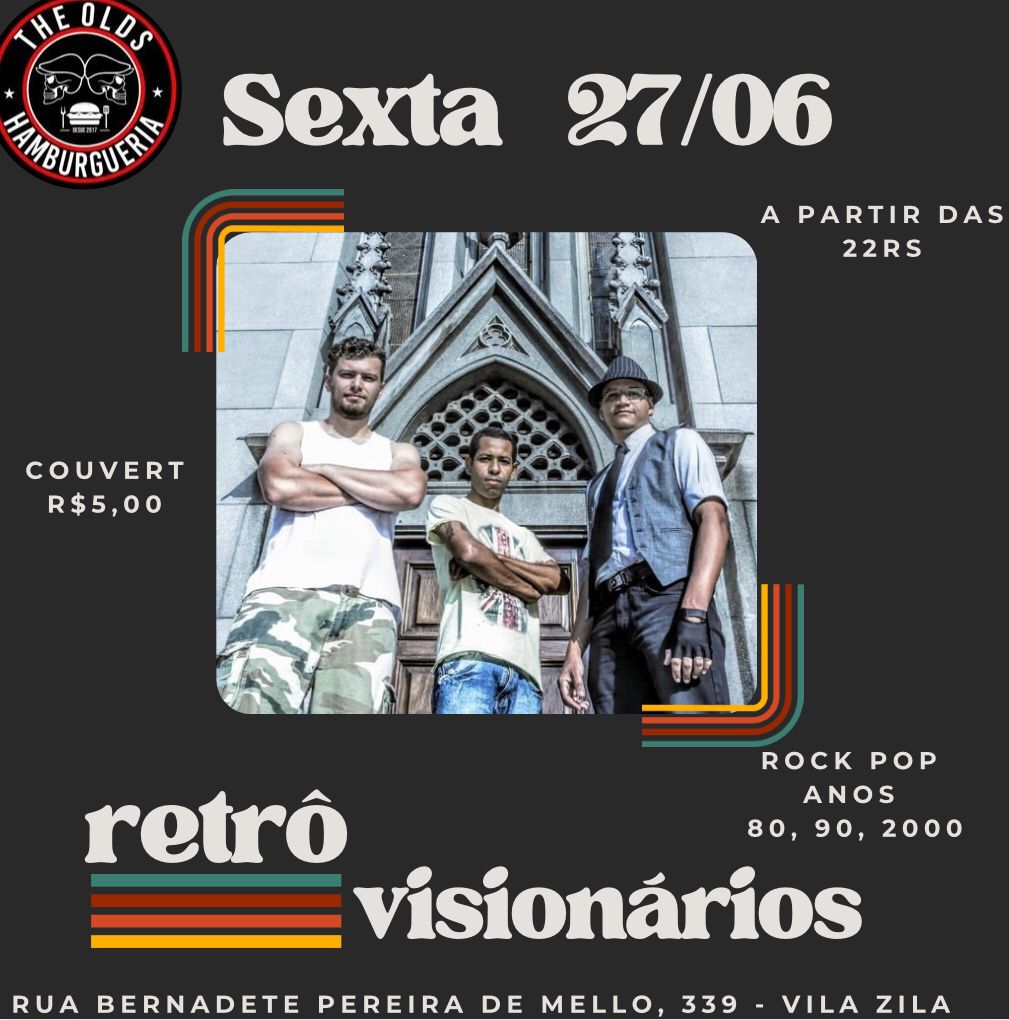 THE OLDS
DESDE 2017
HAMBURGUERIA
Sexta 27/06
A PARTIR DAS
22RS
COUVERT
R$5,00
ROCK POP
ANOS
80, 90, 2000
retrô
visionários
RUA BERNADETE PEREIRA DE MELLO, 339 - VILA ZILA